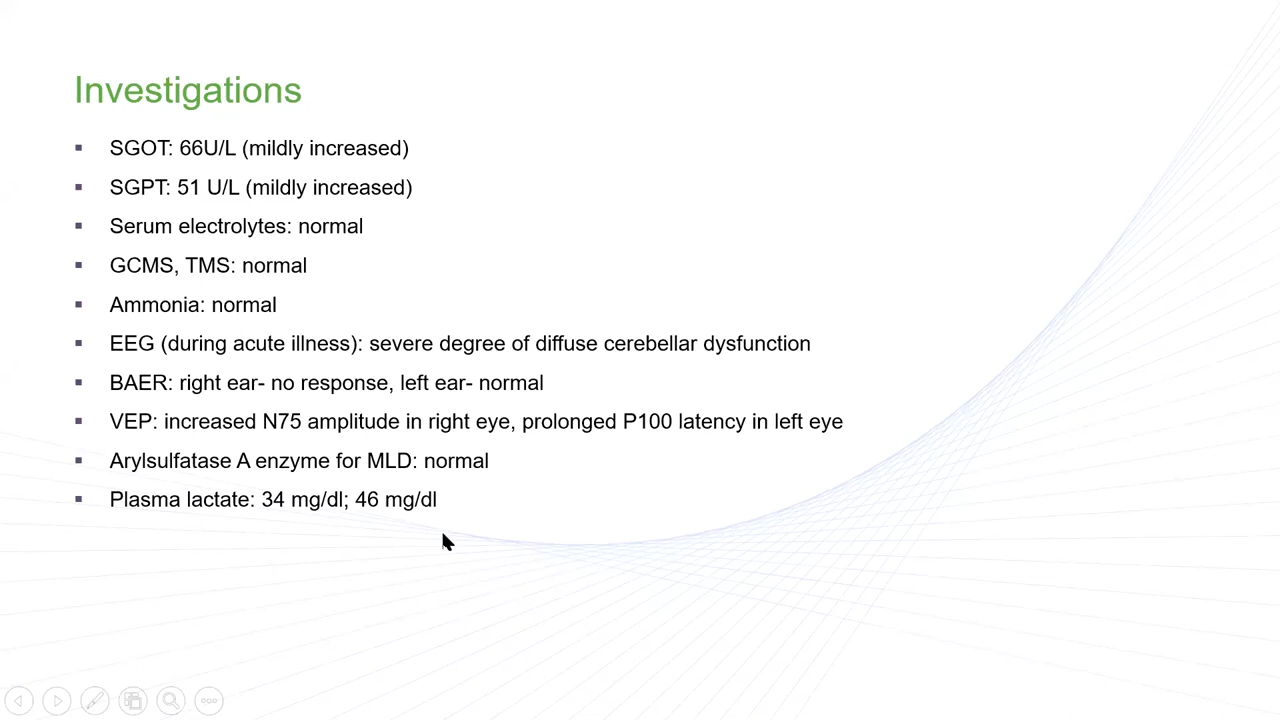 Investigations
SGOT: 66U/L (mildly increased)
SGPT: 51 U/L (mildly increased)
Serum electrolytes: normal
GCMS, TMS: normal
Ammonia: normal
EEG (during acute illness): severe degree of diffuse cerebellar dysfunction
BAER: right ear- no response, left ear- normal
VEP: increased N75 amplitude in right eye, prolonged P100 latency in left eye
Arylsulfatase A enzyme for MLD: normal
Plasma lactate: 34 mg/dl; 46 mg/dl